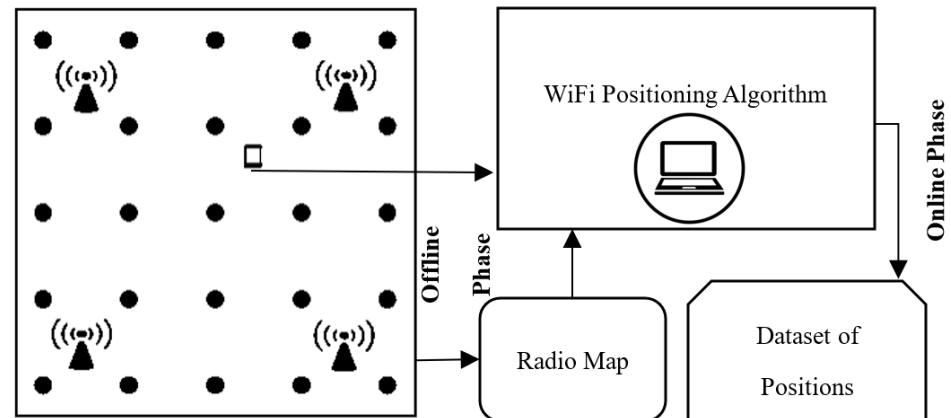 WiFi Positioning Algorithm
Online Phase
Offline
Phase
Radio Map
Dataset of
Positions